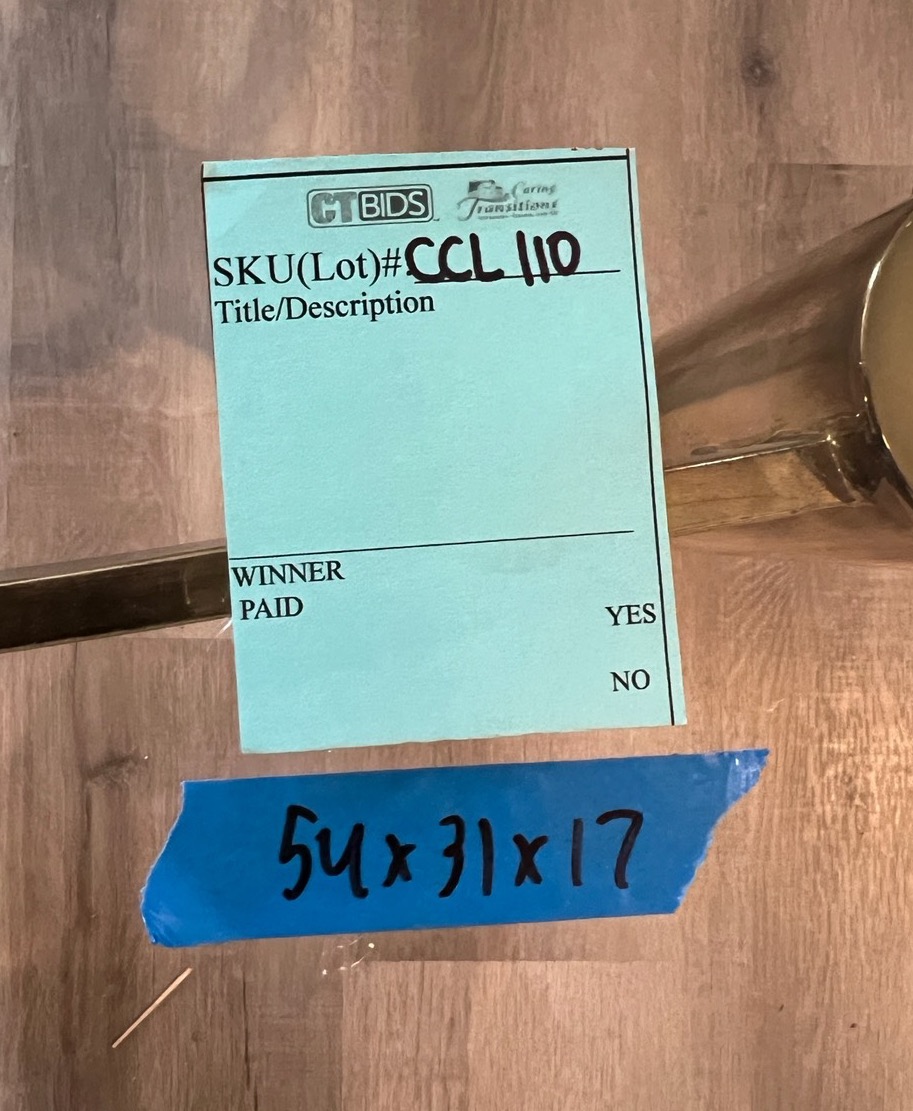 CTBIDS
Caring
Transitions
SKU(Lot)# CCL 110
Title/Description
WINNER
PAID YES
NO
54 x 31 x 17